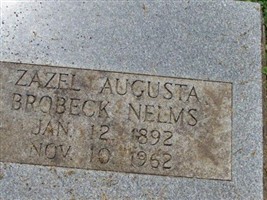 ZAZEL AUGUSTA
BROBECK NELMS
JAN. 12 1892
NOV. 10 1962